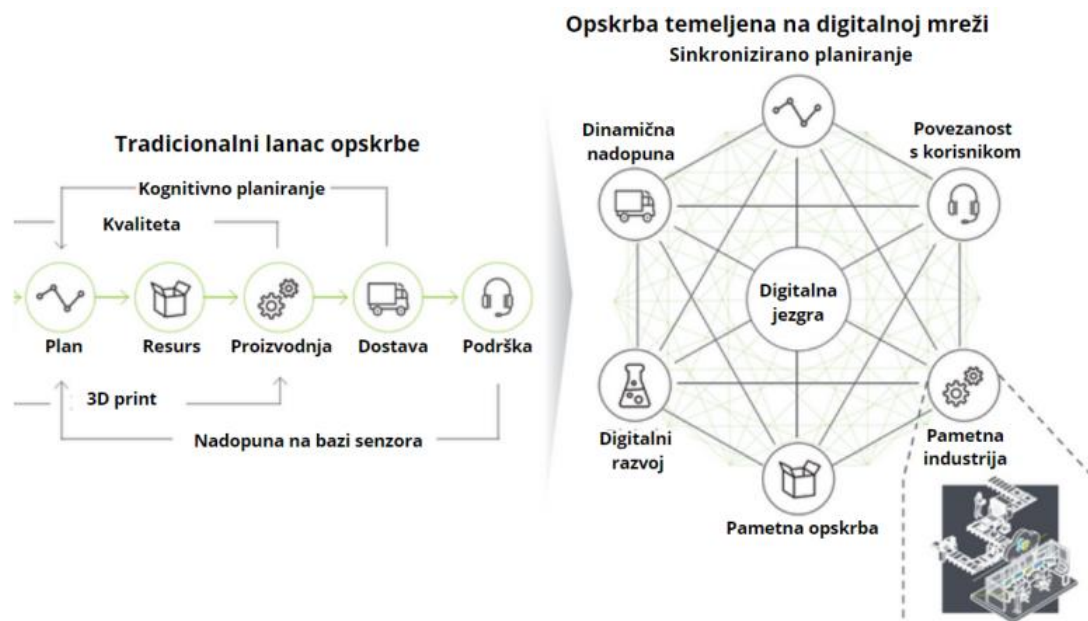 Opskrba temeljena na digitalnoj mreži
Sinkronizirano planiranje
Tradicionalni lanac opskrbe
Kognitivno planiranje
Kvaliteta
Plan
Resurs
Proizvodnja
Dostava
Podrška
3D print
Nadopuna na bazi senzora
Dinamična
nadopuna
Povezanost
s korisnikom
Digitalna
jezgra
Digitalni
razvoj
Pametna
industrija
Pametna opskrba